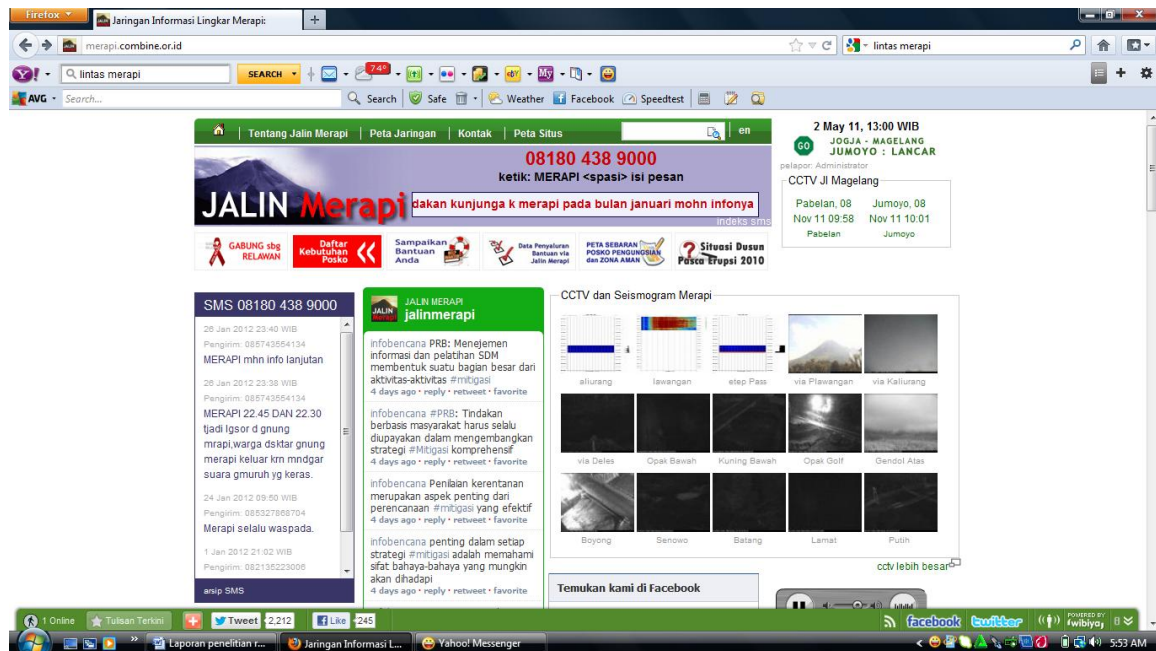 Firefox
Jaringan Informasi Lingkar Merapi:
merapi.combine.or.id
lintas merapi
lintas merapi
SEARCH
74°
eBY
My
AVG
Search...
Search
Safe
Weather
Facebook
Speedtest
Tentang Jalin Merapi | Peta Jaringan | Kontak | Peta Situs
en
2 May 11, 13:00 WIB
GO
JOGJA - MAGELANG
JUMOYO : LANCAR
pelapor: Administrator
08180 438 9000
ketik: MERAPI <spasi> isi pesan
JALIN Merapi
dakan kunjunga k merapi pada bulan januari mohn infonya
indeks sms
CCTV Jl Magelang
Pabelan, 08 Nov 11 09:58
Pabelan
Jumoyo, 08 Nov 11 10:01
Jumoyo
GABUNG sbg RELAWAN
Daftar Kebutuhan Posko
Sampaikan Bantuan Anda
Data Penyaluran Bantuan via Jalin Merapi
PETA SEBARAN POSKO PENGUNGSIAN dan ZONA AMAN
Situasi Dusun Pasca Erupsi 2010
SMS 08180 438 9000
26 Jan 2012 23:40 WIB
Pengirim: 085743554134
MERAPI mhn info lanjutan
26 Jan 2012 23:38 WIB
Pengirim: 085743554134
MERAPI 22.45 DAN 22.30
tjadi lgsor d gnung
mrapi,warga dsktar gnung
merapi keluar krn mndgar
suara gmuruh yg keras.
24 Jan 2012 09:50 WIB
Pengirim: 085327868704
Merapi selalu waspada.
1 Jan 2012 21:02 WIB
Pengirim: 082135223006
arsip SMS
JALIN Merapi
JALIN MERAPI
jalinmerapi
infobencana PRB: Menejemen
informasi dan pelatihan SDM
membentuk suatu bagian besar dari
aktivitas-aktivitas #mitigasi
4 days ago · reply · retweet · favorite
infobencana #PRB: Tindakan
berbasis masyarakat harus selalu
diupayakan dalam mengembangkan
strategi #Mitigasi komprehensif
4 days ago · reply · retweet · favorite
infobencana Penilaian kerentanan
merupakan aspek penting dari
perencanaan #mitigasi yang efektif
4 days ago · reply · retweet · favorite
infobencana penting dalam setiap
strategi #mitigasi adalah memahami
sifat bahaya-bahaya yang mungkin
akan dihadapi
4 days ago · reply · retweet · favorite
CCTV dan Seismogram Merapi
aliurang
lawangan
etep Pass
via Plawangan
via Kaliurang
via Deles
Opak Bawah
Kuning Bawah
Opak Golf
Gendol Atas
Boyong
Senowo
Batang
Lamat
Putih
cctv lebih besar
Temukan kami di Facebook
1 Online
Tulisan Terkini
Tweet 2,212
Like 245
facebook
twitter
POWERED BY wibiya
8
Laporan penelitian r...
Jaringan Informasi L...
Yahoo! Messenger
5:53 AM